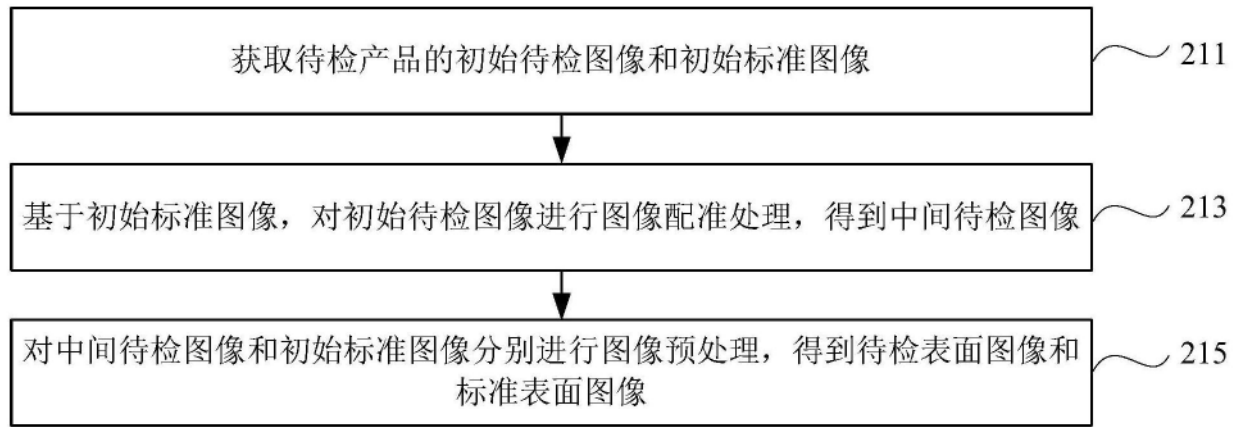 获取待检产品的初始待检图像和初始标准图像
211
基于初始标准图像，对初始待检图像进行图像配准处理，得到中间待检图像
213
对中间待检图像和初始标准图像分别进行图像预处理，得到待检表面图像和
标准表面图像
215